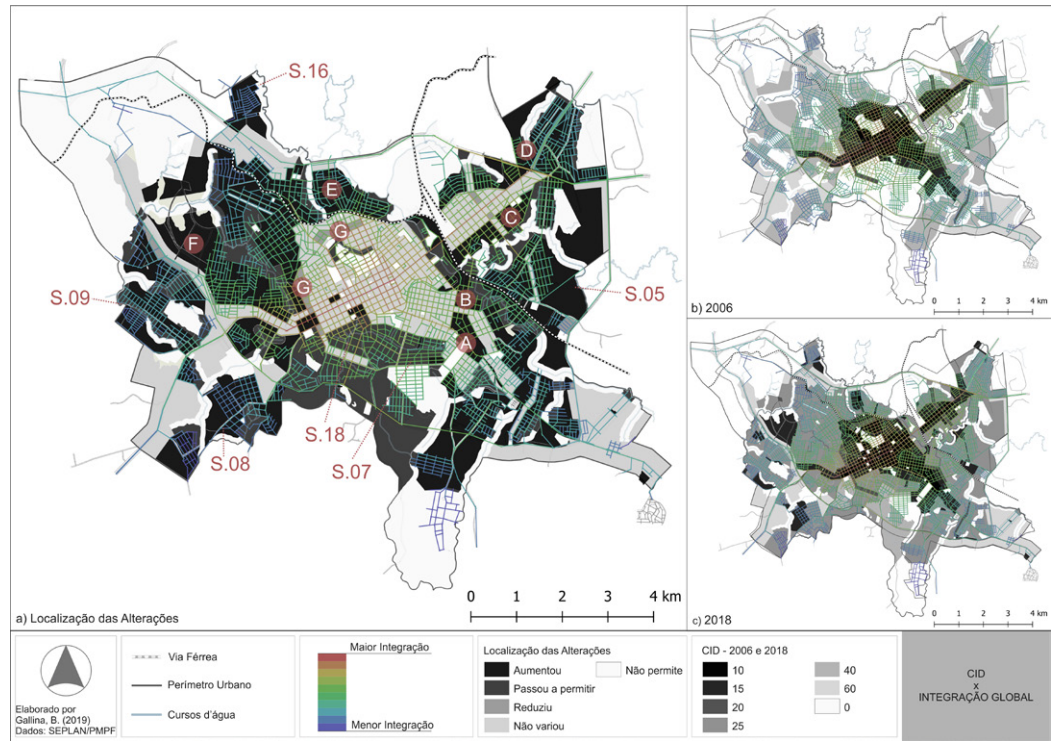 S.16
D
E
C
G
F
S.09
G
B
S.05
A
S.18
S.08
S.07
0 1 2 3 4 km
a) Localização das Alterações
b) 2006
0 1 2 3 4 km
c) 2018
0 1 2 3 4 km
Elaborado por
Gallina, B. (2019)
Dados: SEPLAN/PMPF
Via Férrea
Perímetro Urbano
Cursos d'água
Maior Integração
Menor Integração
Localização das Alterações
Aumentou
Não permite
Passou a permitir
Reduziu
Não variou
CID - 2006 e 2018
10
40
15
60
20
0
25
CID
x
INTEGRAÇÃO GLOBAL